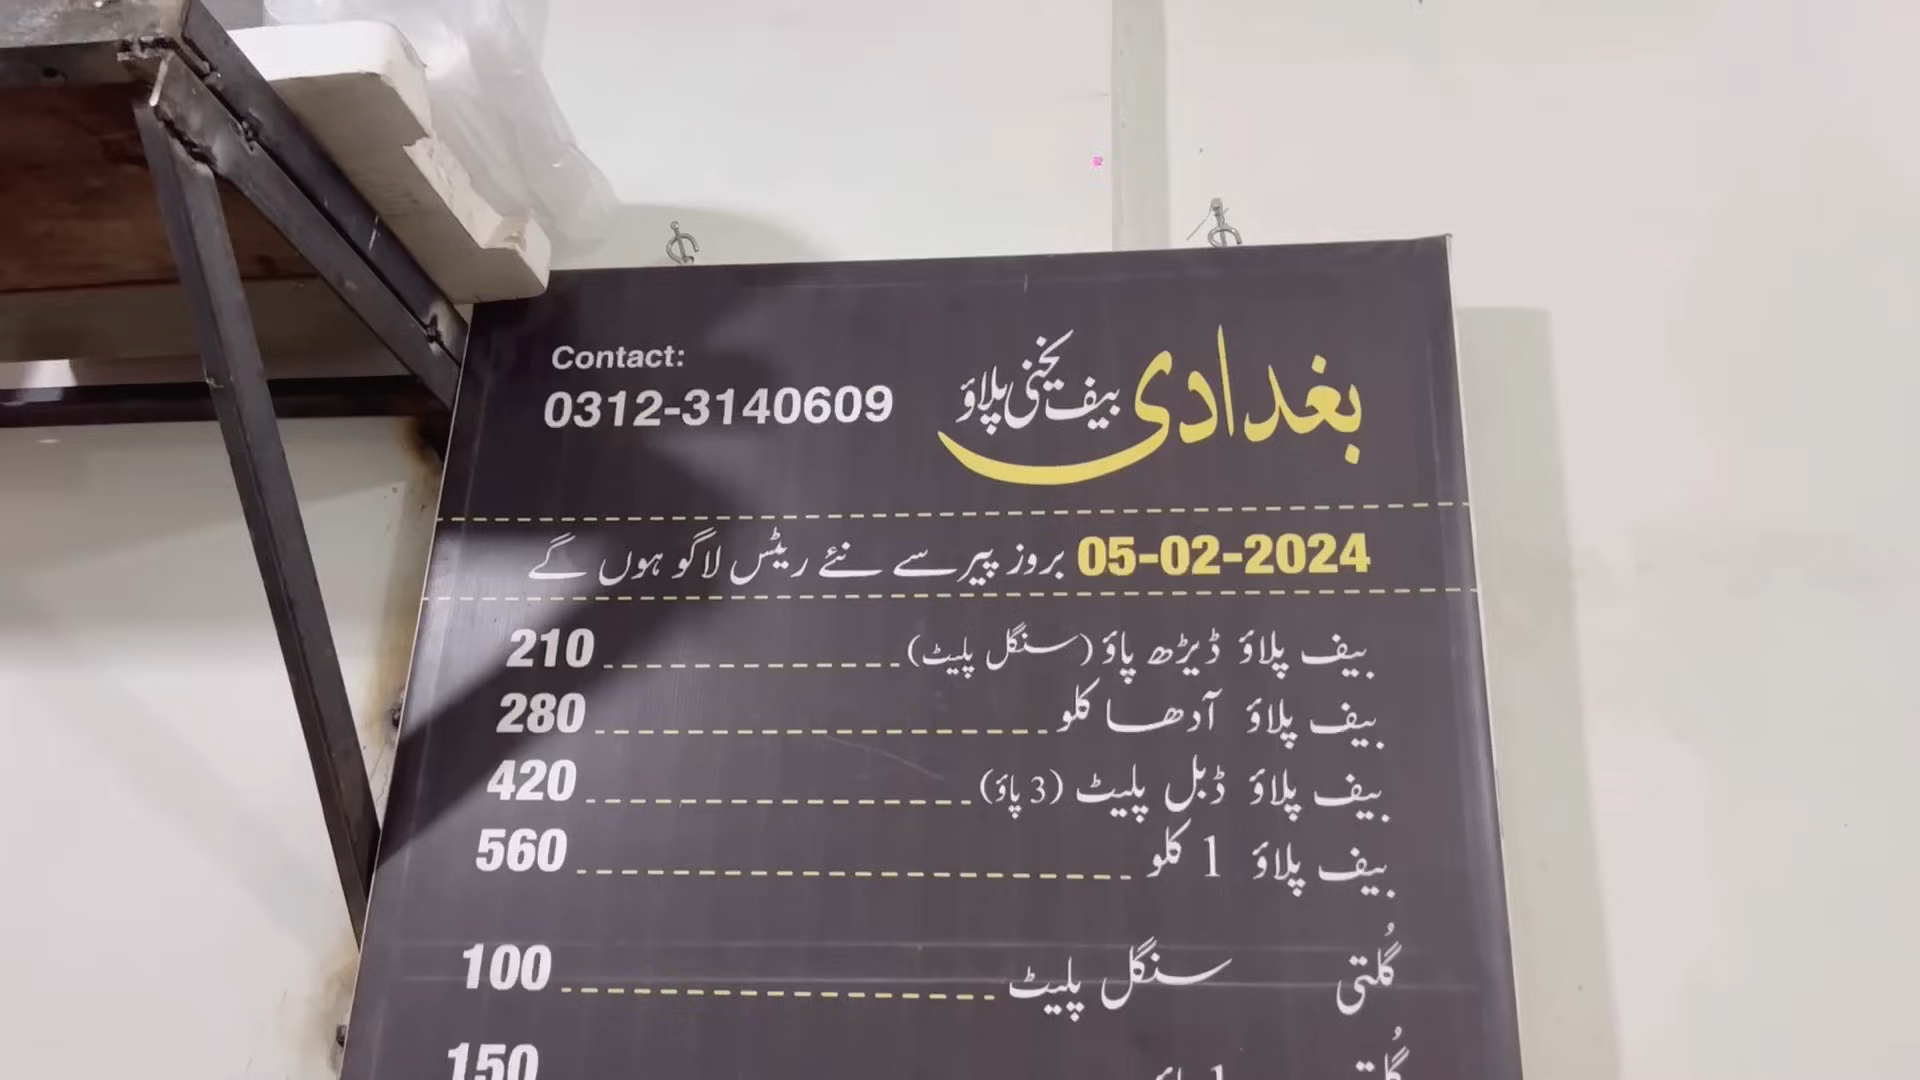 Contact:
0312-3140609
بغدادی بیف یخنی پلاؤ
05-02-2024 بروز پیر سے نئے ریٹس لاگو ہوں گے
بیف پلاؤ ڈیڑھ پاؤ (سنگل پلیٹ) 210
بیف پلاؤ آدھا کلو 280
بیف پلاؤ ڈبل پلیٹ (3 پاؤ) 420
بیف پلاؤ 1 کلو 560
گُلتی سنگل پلیٹ 100
150